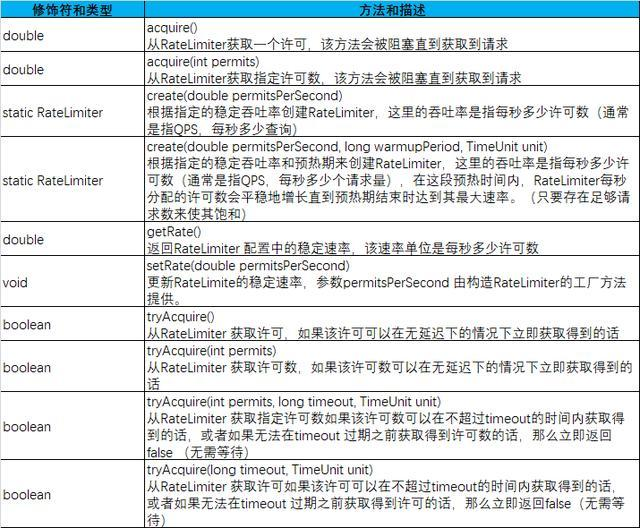 修饰符和类型 方法和描述
double
acquire()
从RateLimiter获取一个许可，该方法会被阻塞直到获取到请求
double
acquire(int permits)
从RateLimiter获取指定许可数，该方法会被阻塞直到获取到请求
static RateLimiter
create(double permitsPerSecond)
根据指定的稳定吞吐率创建RateLimiter，这里的吞吐率是指每秒多少许可数（通常
是指QPS，每秒多少查询）
static RateLimiter
create(double permitsPerSecond, long warmupPeriod, TimeUnit unit)
根据指定的稳定吞吐率和预热期来创建RateLimiter，这里的吞吐率是指每秒多少许
可数（通常是指QPS，每秒多少个请求量），在这段预热时间内，RateLimiter每秒
分配的许可数会平稳地增长直到预热期结束时达到其最大速率。（只要存在足够请
求数来使其饱和）
double
getRate()
返回RateLimiter 配置中的稳定速率，该速率单位是每秒多少许可数
void
setRate(double permitsPerSecond)
更新RateLimite的稳定速率，参数permitsPerSecond 由构造RateLimiter的工厂方法
提供。
boolean
tryAcquire()
从RateLimiter 获取许可，如果该许可可以在无延迟下的情况下立即获取得到的话
boolean
tryAcquire(int permits)
从RateLimiter 获取许可数，如果该许可数可以在无延迟下的情况下立即获取得到的
话
boolean
tryAcquire(int permits, long timeout, TimeUnit unit)
从RateLimiter 获取指定许可数如果该许可数可以在不超过timeout的时间内获取得
到的话，或者如果无法在timeout 过期之前获取得到许可数的话，那么立即返回
false （无需等待）
boolean
tryAcquire(long timeout, TimeUnit unit)
从RateLimiter 获取许可如果该许可可以在不超过timeout的时间内获取得到的话，
或者如果无法在timeout 过期之前获取得到许可的话，那么立即返回false（无需等
待）